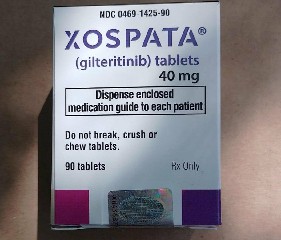 NDC 0469-1425-90
XOSPATA®
(gilteritinib) tablets
40 mg
Dispense enclosed
medication guide to each patient
Do not break, crush or
chew tablets.
90 tablets
Rx Only